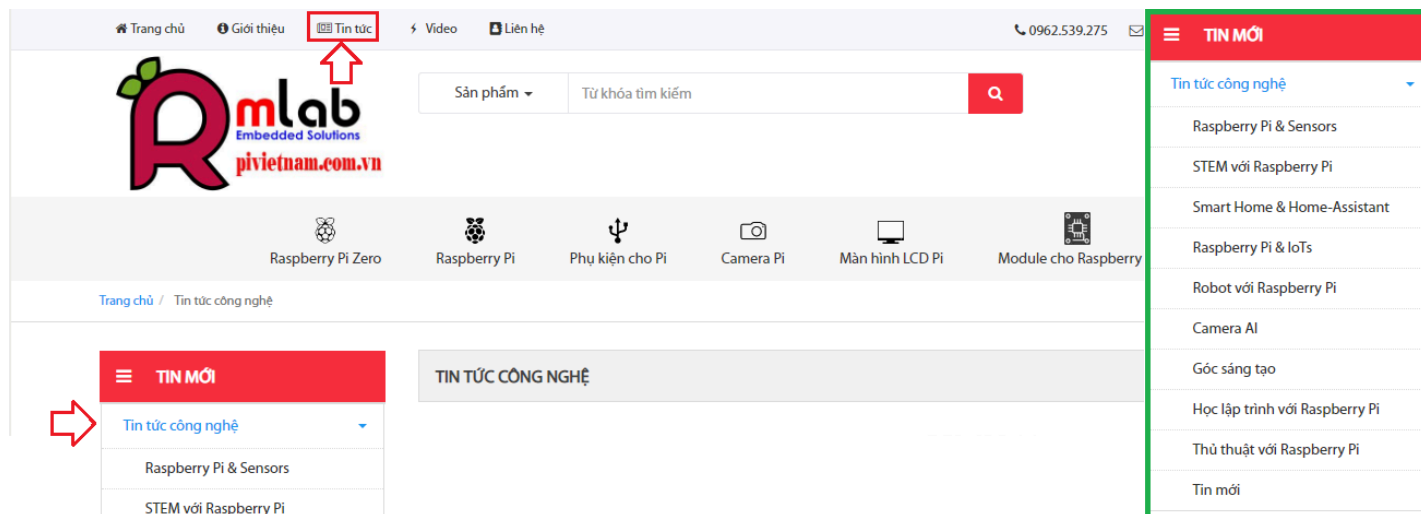 Trang chủ Giới thiệu Tin tức Video Liên hệ 0962.539.275
Rmlab
Embedded Solutions
pivietnam.com.vn
Sản phẩm Từ khóa tìm kiếm
Raspberry Pi Zero Raspberry Pi Phụ kiện cho Pi Camera Pi Màn hình LCD Pi Module cho Raspberry
Trang chủ / Tin tức công nghệ
TIN MỚI
Tin tức công nghệ
Raspberry Pi & Sensors
STEM với Raspberry Pi
TIN TỨC CÔNG NGHỆ
TIN MỚI
Tin tức công nghệ
Raspberry Pi & Sensors
STEM với Raspberry Pi
Smart Home & Home-Assistant
Raspberry Pi & IoTs
Robot với Raspberry Pi
Camera AI
Góc sáng tạo
Học lập trình với Raspberry Pi
Thủ thuật với Raspberry Pi
Tin mới